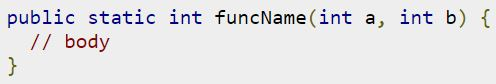 public static int funcName(int a, int b) {
  // body
}